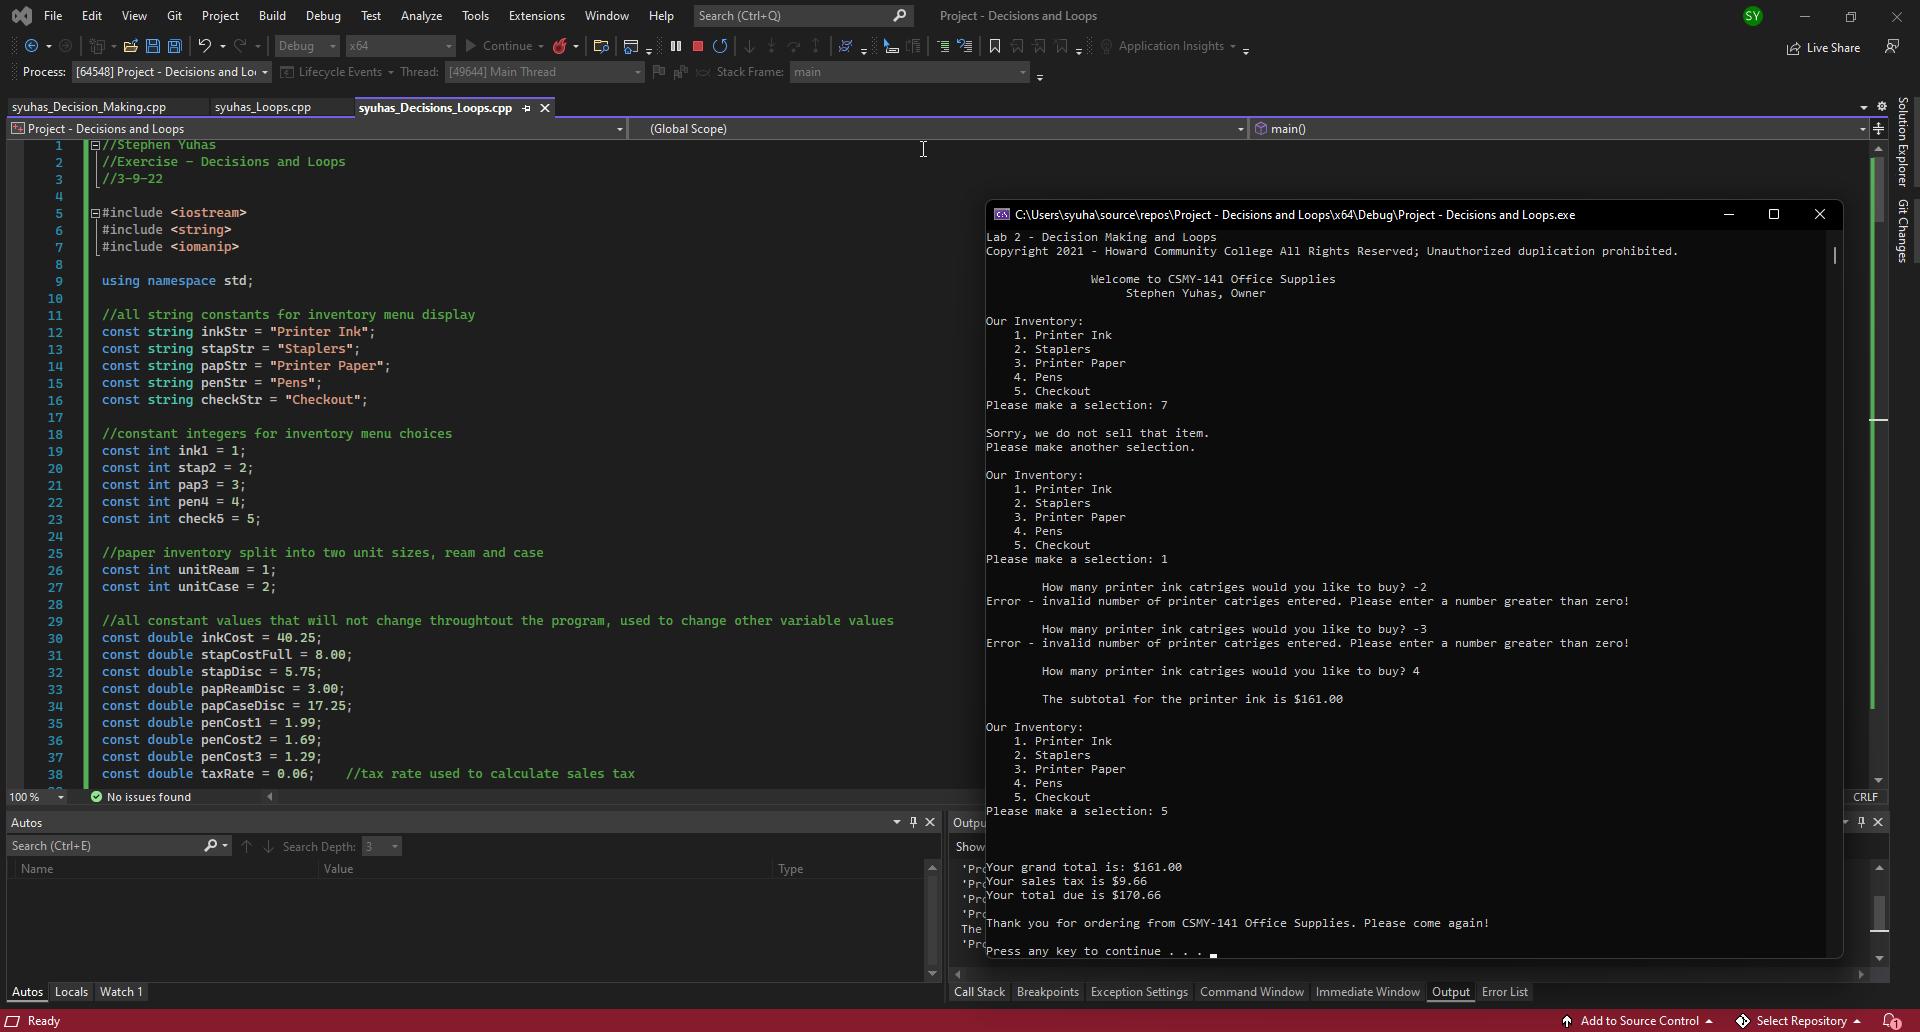 File Edit View Git Project Build Debug Test Analyze Tools Extensions Window Help Search (Ctrl+Q) Project - Decisions and Loops SY
Debug x64 Continue Application Insights Live Share
Process: [64548] Project - Decisions and Lo Lifecycle Events Thread: [49644] Main Thread Stack Frame: main
syuhas_Decision_Making.cpp syuhas_Loops.cpp syuhas_Decisions_Loops.cpp
Project - Decisions and Loops (Global Scope) main()
Solution Explorer
Git Changes
1 //Stephen Yuhas
2 //Exercise - Decisions and Loops
3 //3-9-22
4
5 #include <iostream>
6 #include <string>
7 #include <iomanip>
8
9 using namespace std;
10
11 //all string constants for inventory menu display
12 const string inkStr = "Printer Ink";
13 const string stapStr = "Staplers";
14 const string papStr = "Printer Paper";
15 const string penStr = "Pens";
16 const string checkStr = "Checkout";
17
18 //constant integers for inventory menu choices
19 const int ink1 = 1;
20 const int stap2 = 2;
21 const int pap3 = 3;
22 const int pen4 = 4;
23 const int check5 = 5;
24
25 //paper inventory split into two unit sizes, ream and case
26 const int unitReam = 1;
27 const int unitCase = 2;
28
29 //all constant values that will not change throughtout the program, used to change other variable values
30 const double inkCost = 40.25;
31 const double stapCostFull = 8.00;
32 const double stapDisc = 5.75;
33 const double papReamDisc = 3.00;
34 const double papCaseDisc = 17.25;
35 const double penCost1 = 1.99;
36 const double penCost2 = 1.69;
37 const double penCost3 = 1.29;
38 const double taxRate = 0.06; //tax rate used to calculate sales tax
100 % No issues found CRLF
C:\Users\syuha\source\repos\Project - Decisions and Loops\x64\Debug\Project - Decisions and Loops.exe
Lab 2 - Decision Making and Loops
Copyright 2021 - Howard Community College All Rights Reserved; Unauthorized duplication prohibited.
Welcome to CSMY-141 Office Supplies
Stephen Yuhas, Owner
Our Inventory:
1. Printer Ink
2. Staplers
3. Printer Paper
4. Pens
5. Checkout
Please make a selection: 7
Sorry, we do not sell that item.
Please make another selection.
Our Inventory:
1. Printer Ink
2. Staplers
3. Printer Paper
4. Pens
5. Checkout
Please make a selection: 1
How many printer ink catriges would you like to buy? -2
Error - invalid number of printer catriges entered. Please enter a number greater than zero!
How many printer ink catriges would you like to buy? -3
Error - invalid number of printer catriges entered. Please enter a number greater than zero!
How many printer ink catriges would you like to buy? 4
The subtotal for the printer ink is $161.00
Our Inventory:
1. Printer Ink
2. Staplers
3. Printer Paper
4. Pens
5. Checkout
Please make a selection: 5
Your grand total is: $161.00
Your sales tax is $9.66
Your total due is $170.66
Thank you for ordering from CSMY-141 Office Supplies. Please come again!
Press any key to continue . . .
Autos
Search (Ctrl+E) Search Depth: 3
Name Value Type
Autos Locals Watch 1
Outpu
Show
'Pro
'Pro
'Pro
'Pro
The
'Pro
Call Stack Breakpoints Exception Settings Command Window Immediate Window Output Error List
Ready Add to Source Control Select Repository 1